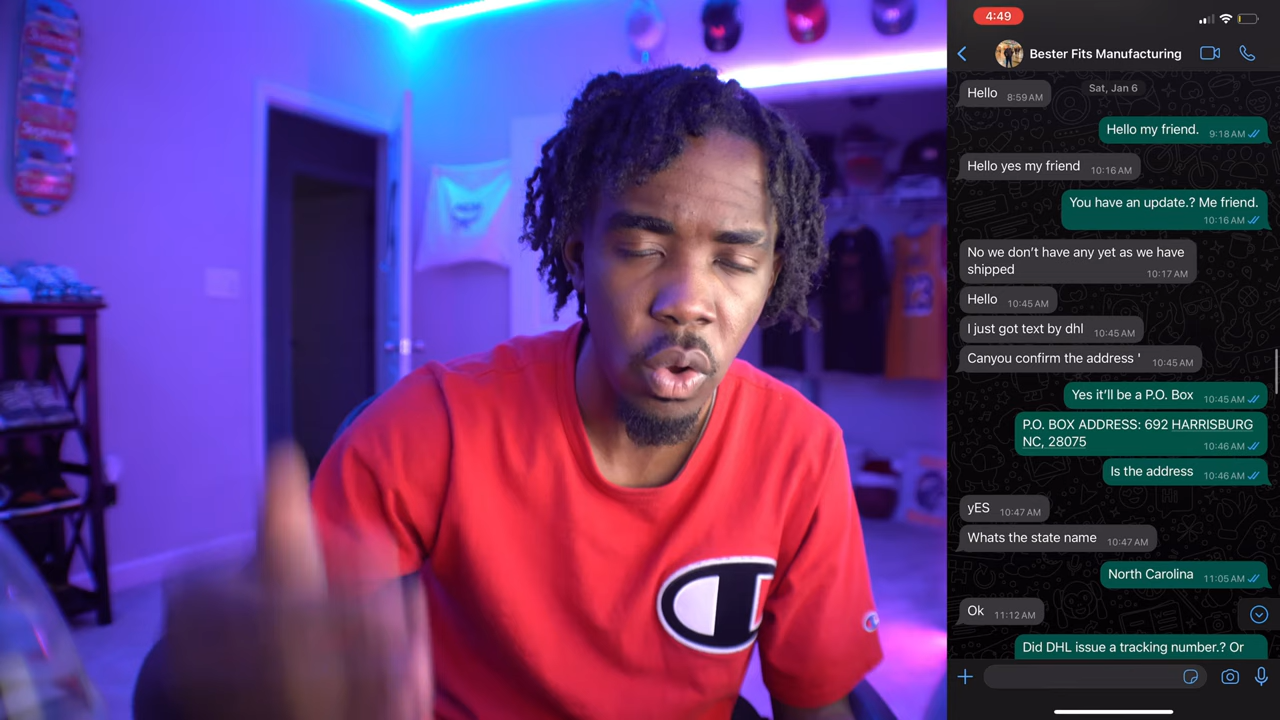 4:49
Bester Fits Manufacturing
Sat, Jan 6
Hello 8:59 AM
Hello my friend. 9:18 AM
Hello yes my friend 10:16 AM
You have an update.? Me friend.
10:16 AM
No we don't have any yet as we have
shipped 10:17 AM
Hello 10:45 AM
I just got text by dhl 10:45 AM
Canyou confirm the address ' 10:45 AM
Yes it'll be a P.O. Box 10:45 AM
P.O. BOX ADDRESS: 692 HARRISBURG
NC, 28075 10:46 AM
Is the address 10:46 AM
yES 10:47 AM
Whats the state name 10:47 AM
North Carolina 11:05 AM
Ok 11:12 AM
Did DHL issue a tracking number.? Or